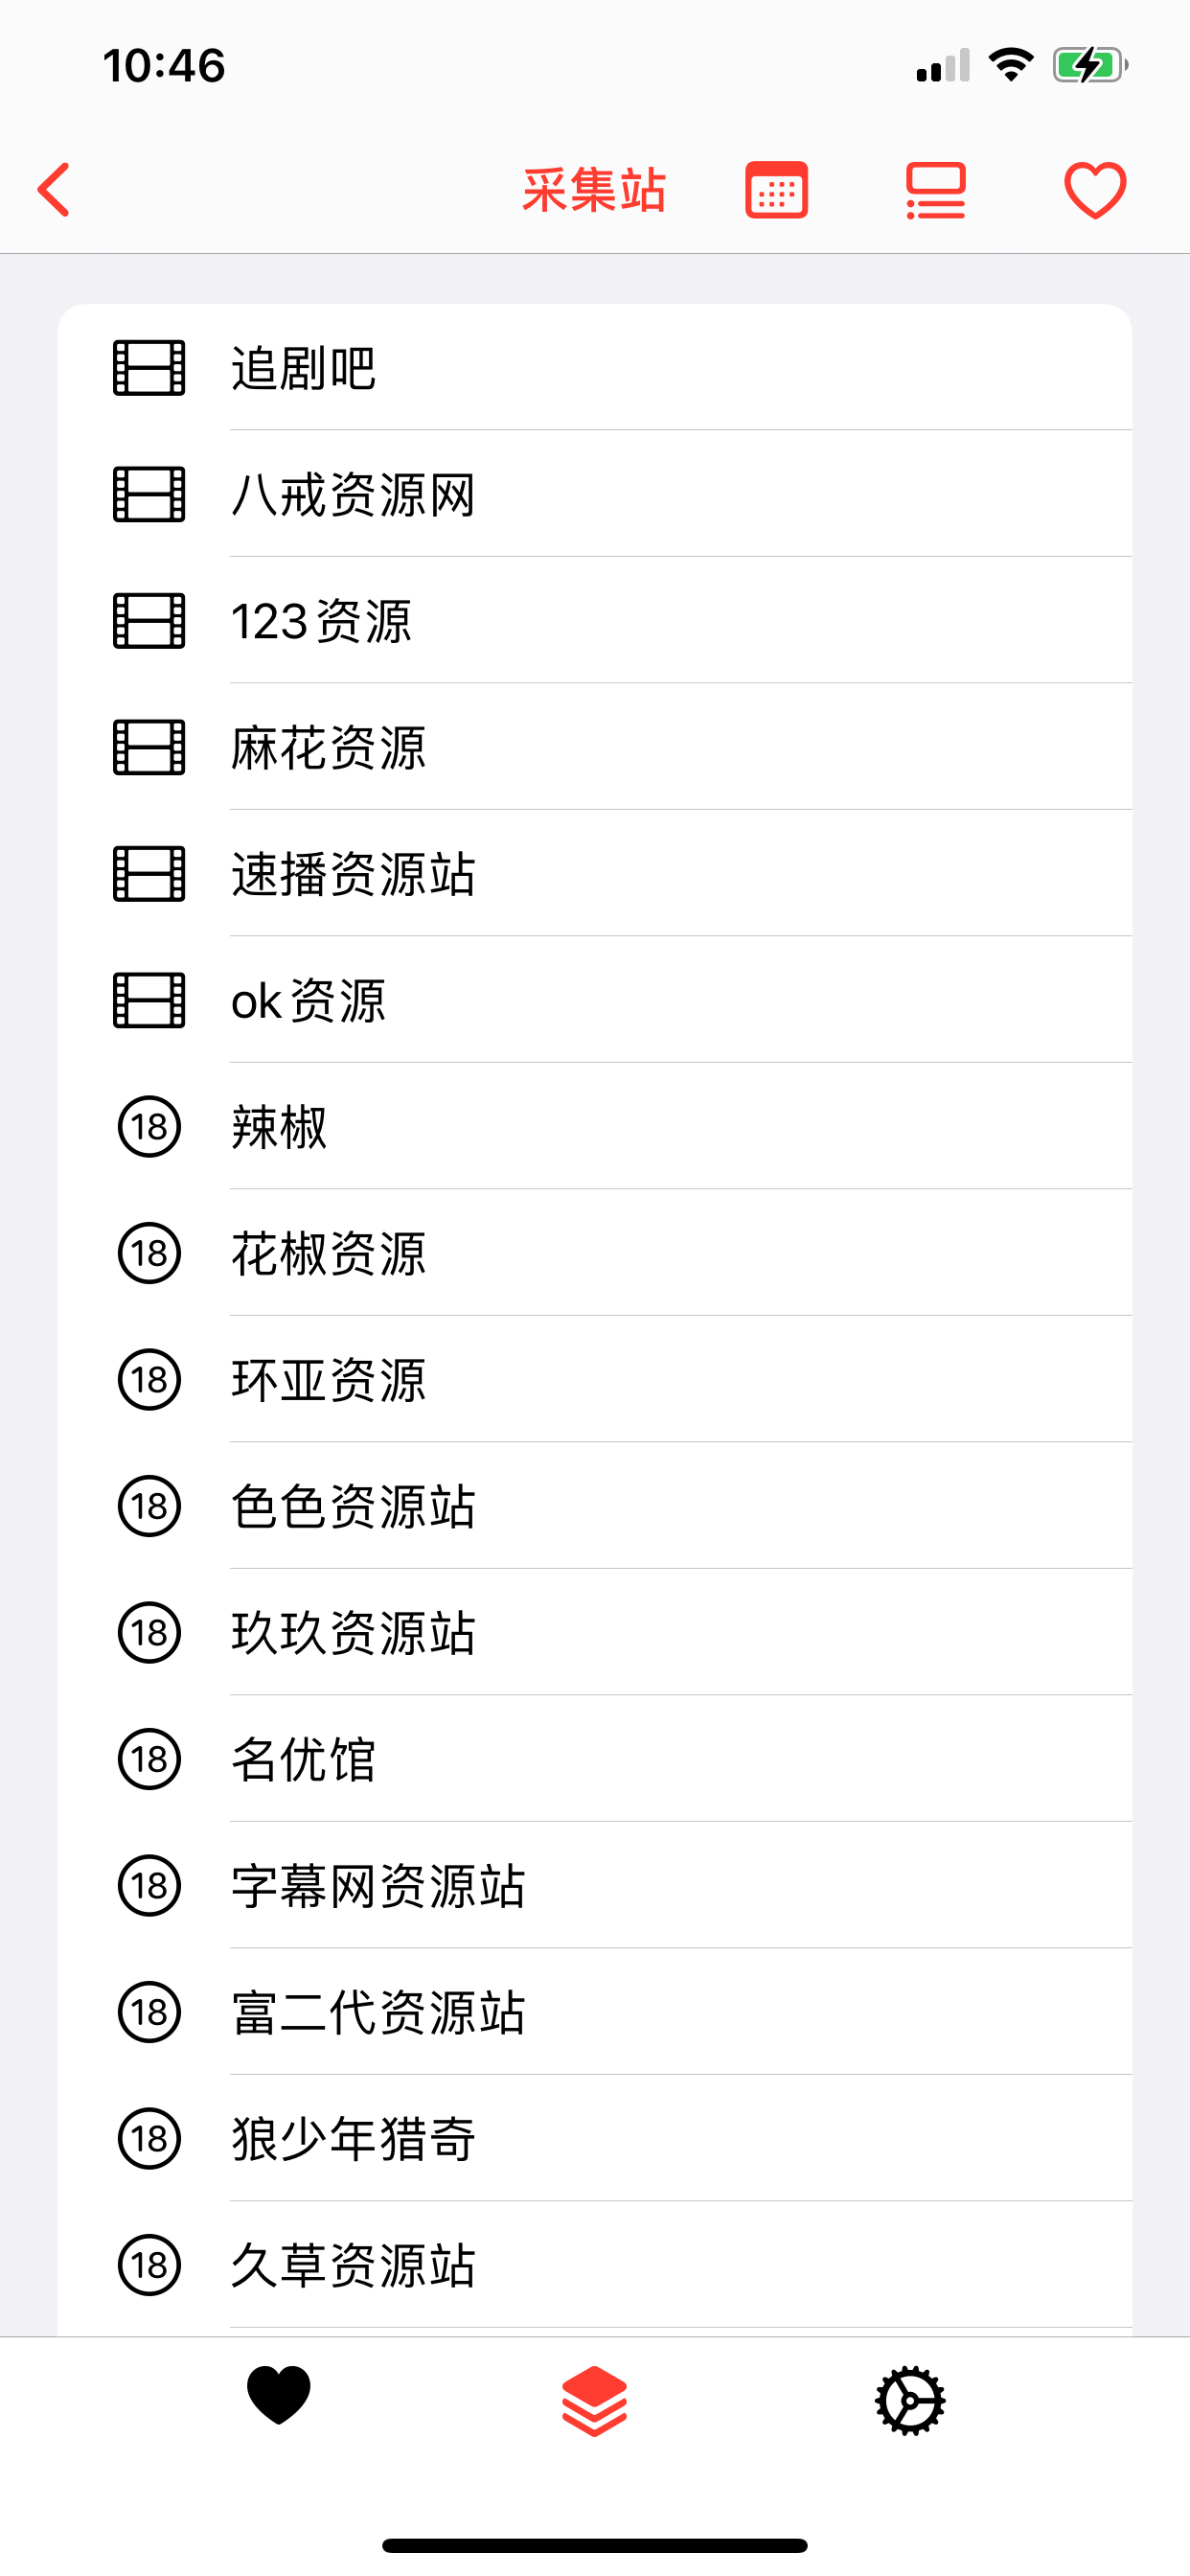 10:46
采集站
追剧吧
八戒资源网
123资源
麻花资源
速播资源站
ok资源
18 辣椒
18 花椒资源
18 环亚资源
18 色色资源站
18 玖玖资源站
18 名优馆
18 字幕网资源站
18 富二代资源站
18 狼少年猎奇
18 久草资源站